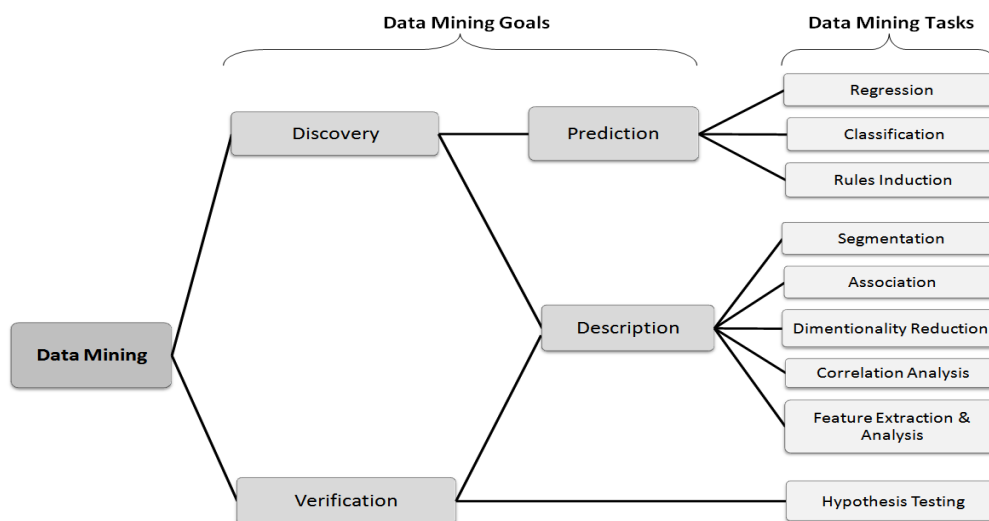 Data Mining Goals
Data Mining Tasks
Discovery
Prediction
Regression
Classification
Rules Induction
Segmentation
Association
Description
Dimentionality Reduction
Data Mining
Correlation Analysis
Feature Extraction &
Analysis
Verification
Hypothesis Testing